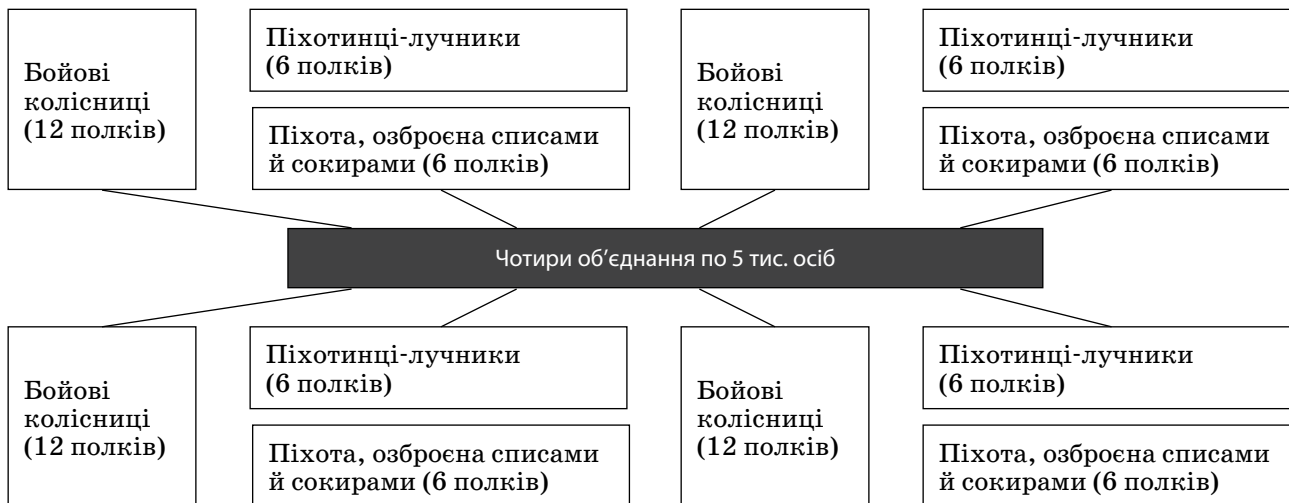 Бойові
колісниці
(12 полків)
Піхотинці-лучники
(6 полків)
Піхота, озброєна списами
й сокирами (6 полків)
Бойові
колісниці
(12 полків)
Піхотинці-лучники
(6 полків)
Піхота, озброєна списами
й сокирами (6 полків)
Чотири об’єднання по 5 тис. осіб
Бойові
колісниці
(12 полків)
Піхотинці-лучники
(6 полків)
Піхота, озброєна списами
й сокирами (6 полків)
Бойові
колісниці
(12 полків)
Піхотинці-лучники
(6 полків)
Піхота, озброєна списами
й сокирами (6 полків)